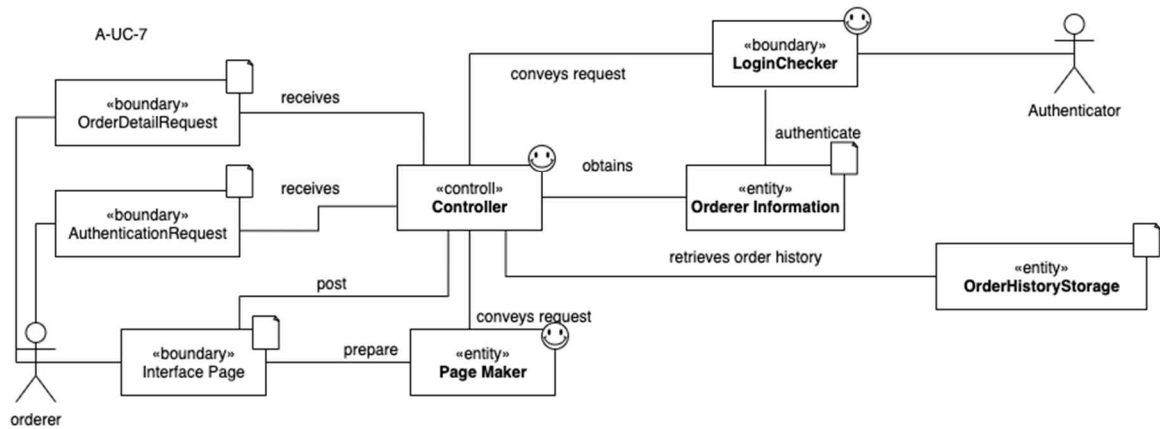 A-UC-7
«boundary»
OrderDetailRequest
receives
conveys request
«boundary»
LoginChecker
Authenticator
authenticate
«boundary»
AuthenticationRequest
receives
«controll»
Controller
obtains
«entity»
Orderer Information
retrieves order history
«entity»
OrderHistoryStorage
post
conveys request
«boundary»
Interface Page
prepare
«entity»
Page Maker
orderer